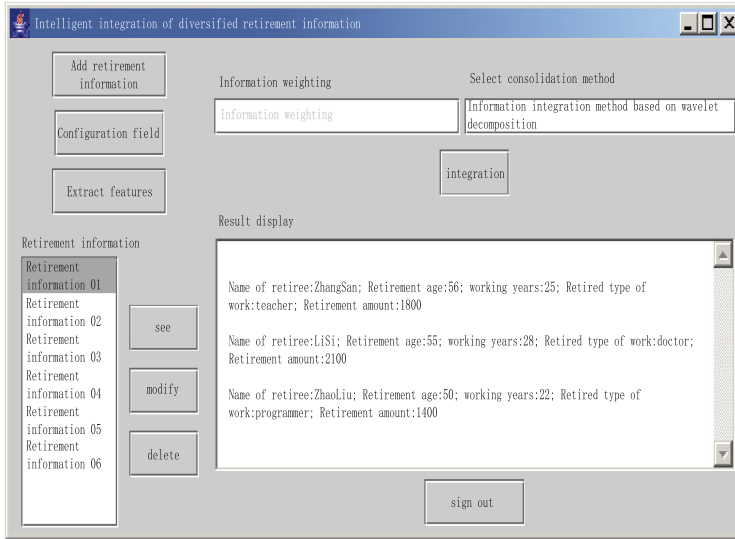 Intelligent integration of diversified retirement information
Add retirement
information
Configuration field
Extract features
Information weighting
Select consolidation method
Information weighting
Information integration method based on wavelet
decomposition
integration
Retirement information
Retirement
information 01
Retirement
information 02
Retirement
information 03
Retirement
information 04
Retirement
information 05
Retirement
information 06
see
modify
delete
Result display
Name of retiree:ZhangSan; Retirement age:56; working years:25; Retired type of
work:teacher; Retirement amount:1800
Name of retiree:LiSi; Retirement age:55; working years:28; Retired type of work:doctor;
Retirement amount:2100
Name of retiree:ZhaoLiu; Retirement age:50; working years:22; Retired type of
work:programmer; Retirement amount:1400
sign out